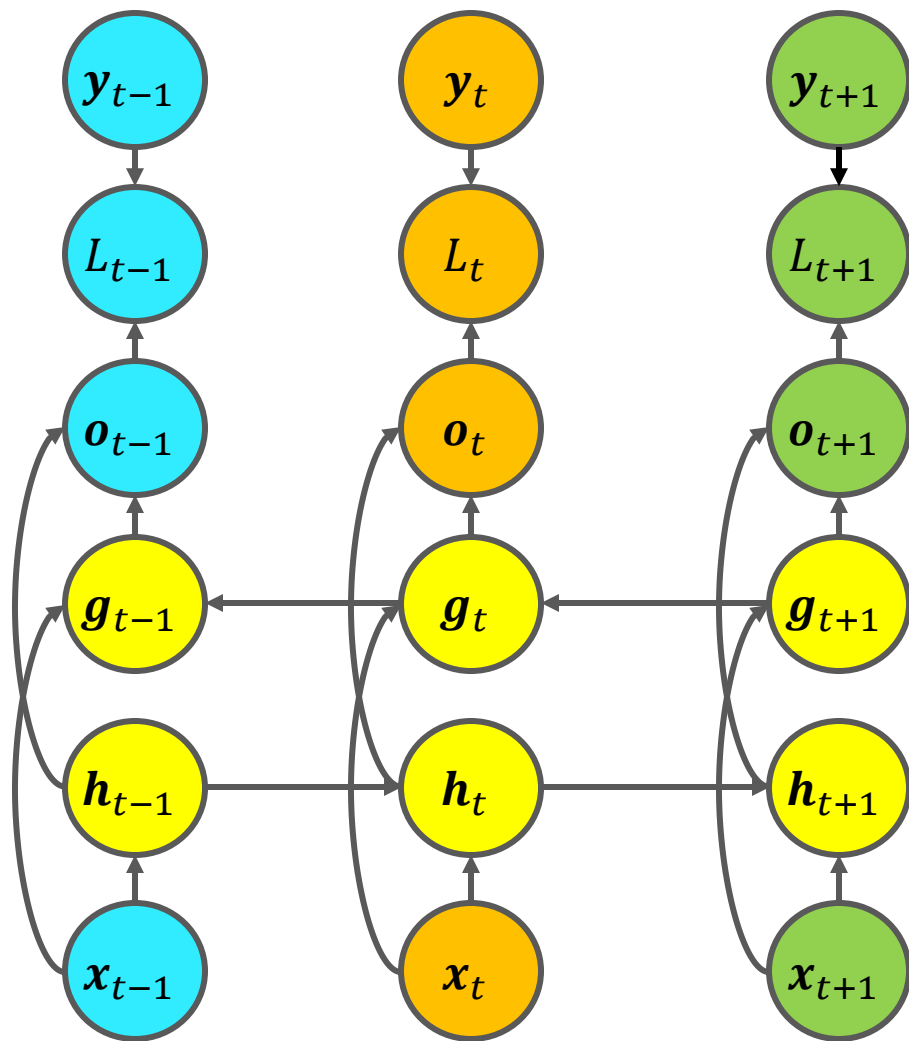 y_{t−1} y_t y_{t+1}
L_{t−1} L_t L_{t+1}
o_{t−1} o_t o_{t+1}
g_{t−1} g_t g_{t+1}
h_{t−1} h_t h_{t+1}
x_{t−1} x_t x_{t+1}